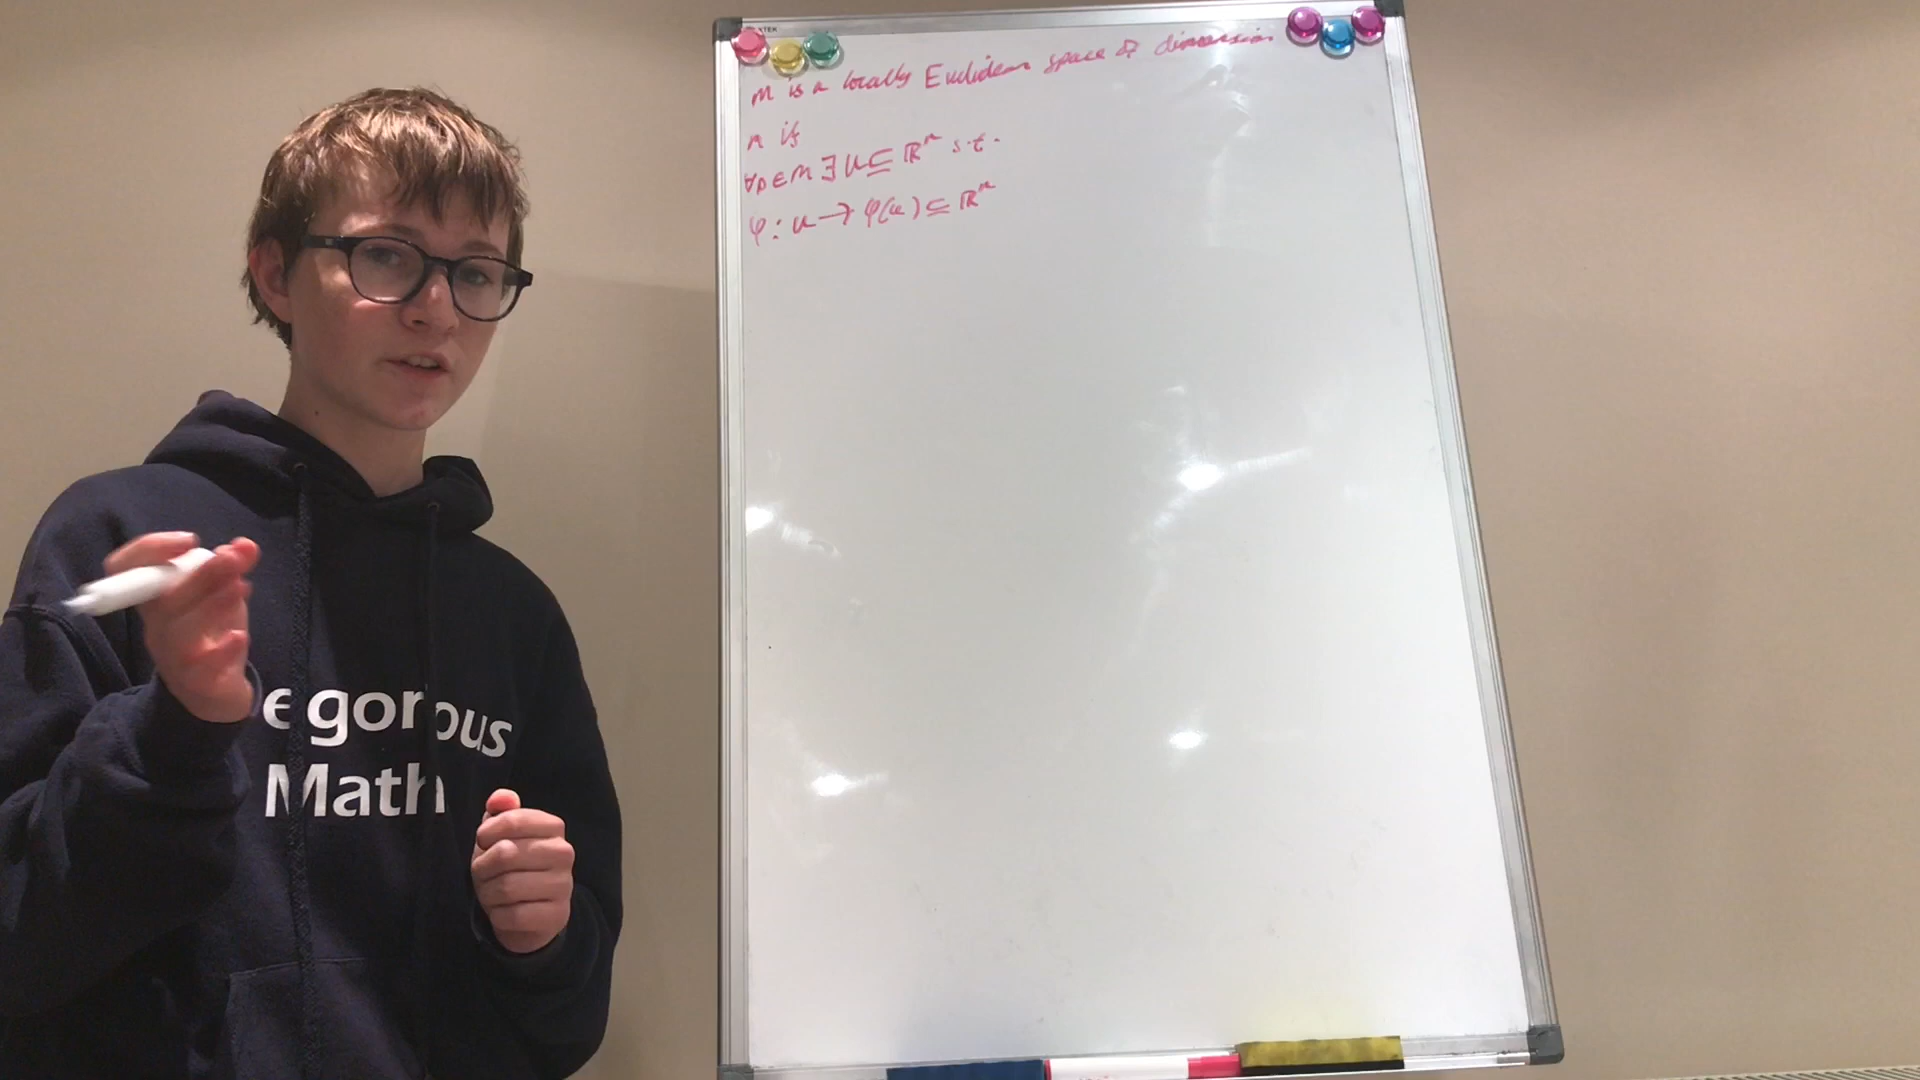 M is a locally Euclidean space of dimension
n if
∀p∈M ∃ U ⊆ ℝⁿ s.t.
φ: U → φ(U) ⊆ ℝⁿ
egorous
Math